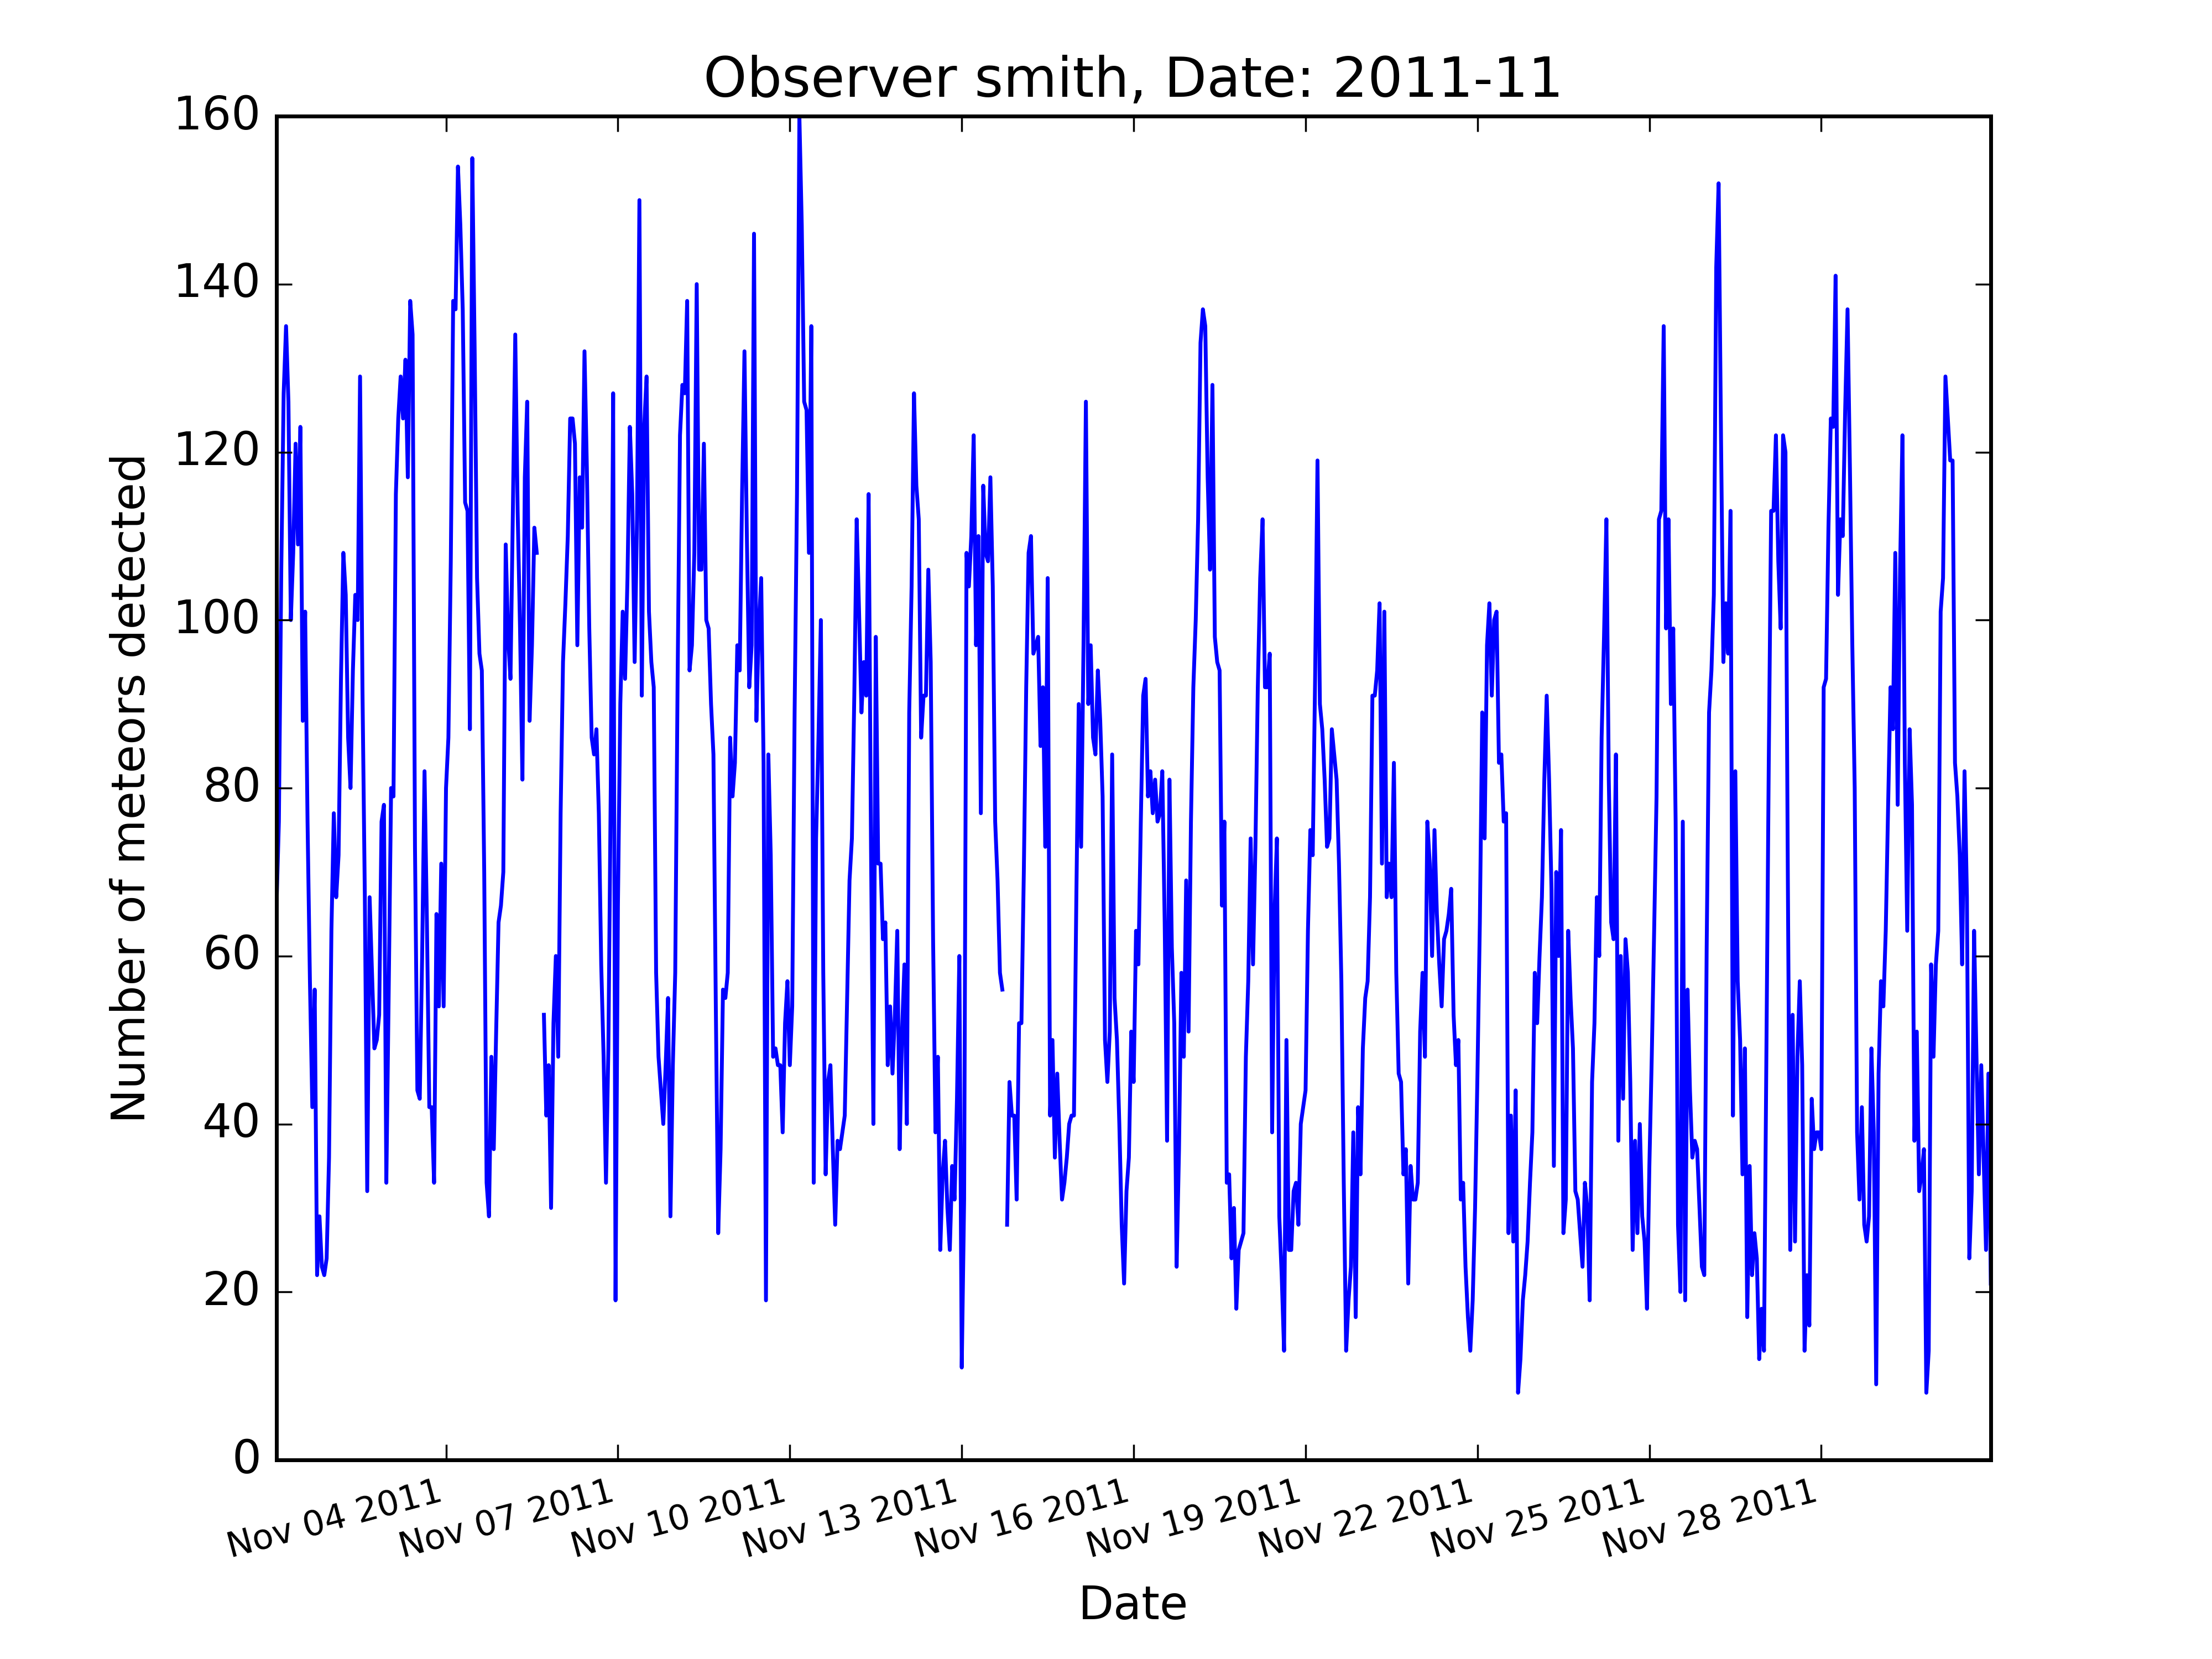 Observer smith, Date: 2011-11
160
140
120
100
80
60
40
20
0
Number of meteors detected
Nov 04 2011
Nov 07 2011
Nov 10 2011
Nov 13 2011
Nov 16 2011
Nov 19 2011
Nov 22 2011
Nov 25 2011
Nov 28 2011
Date